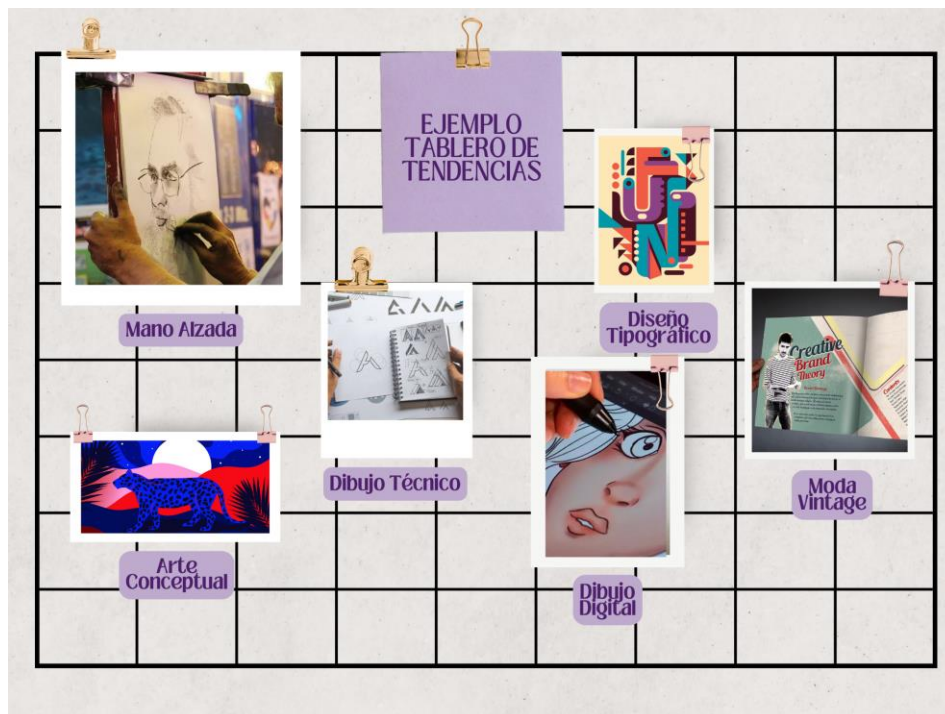 EJEMPLO
TABLERO DE
TENDENCIAS
Mano Alzada
Diseño
Tipográfico
Creative
Brand
Theory
Dibujo Técnico
Moda
Vintage
Arte
Conceptual
Dibujo
Digital